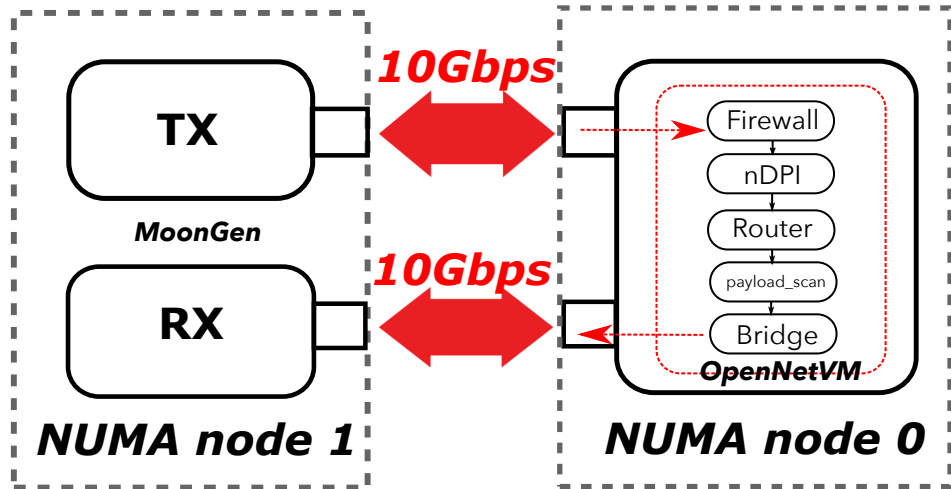 TX
MoonGen
RX
NUMA node 1
10Gbps
10Gbps
Firewall
nDPI
Router
payload_scan
Bridge
OpenNetVM
NUMA node 0